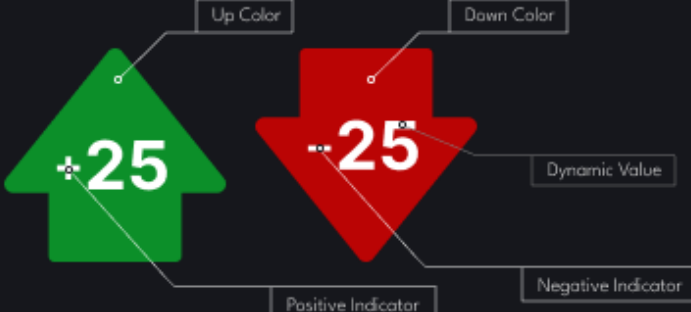 Up Color
Down Color
+25
-25
Dynamic Value
Negative Indicator
Positive Indicator